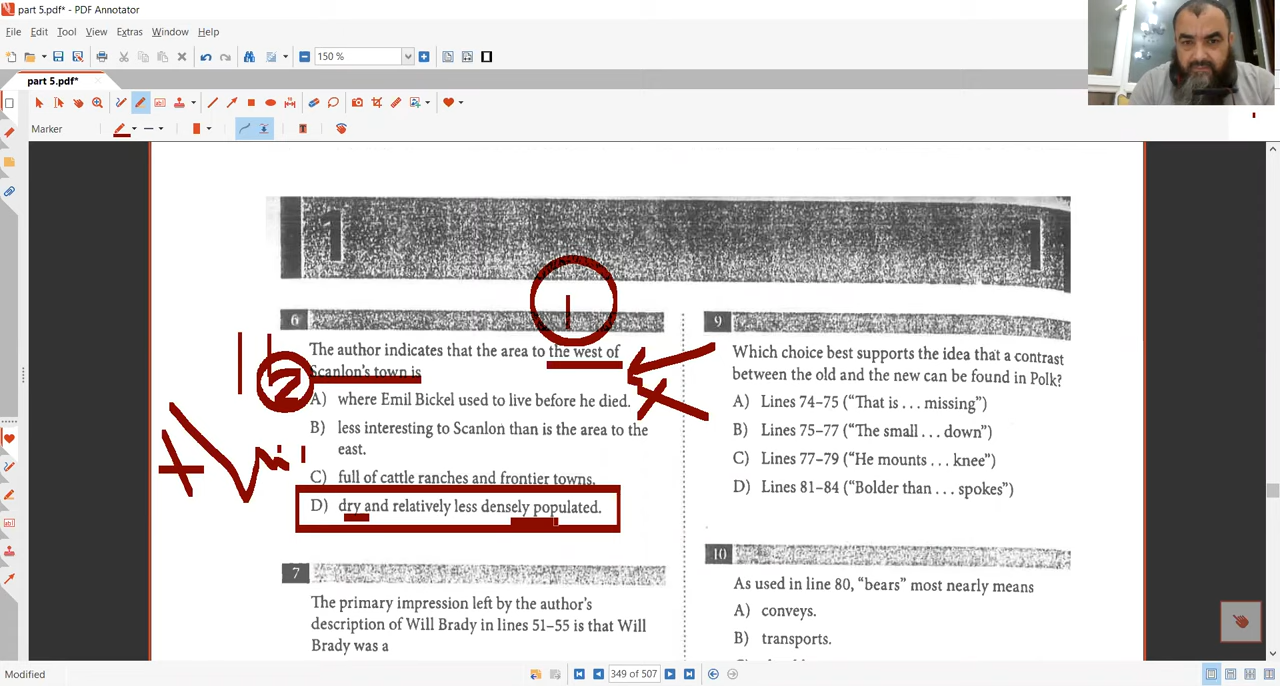 part 5.pdf* - PDF Annotator
File Edit Tool View Extras Window Help
150 %
part 5.pdf*
Marker
1 1
6
The author indicates that the area to the west of
Scanlon's town is
A) where Emil Bickel used to live before he died.
B) less interesting to Scanlon than is the area to the
east.
C) full of cattle ranches and frontier towns.
D) dry and relatively less densely populated.
1
2
7
The primary impression left by the author's
description of Will Brady in lines 51–55 is that Will
Brady was a
9
Which choice best supports the idea that a contrast
between the old and the new can be found in Polk?
A) Lines 74–75 ("That is . . . missing")
B) Lines 75–77 ("The small . . . down")
C) Lines 77–79 ("He mounts . . . knee")
D) Lines 81–84 ("Bolder than . . . spokes")
10
As used in line 80, "bears" most nearly means
A) conveys.
B) transports.
Modified
349 of 507